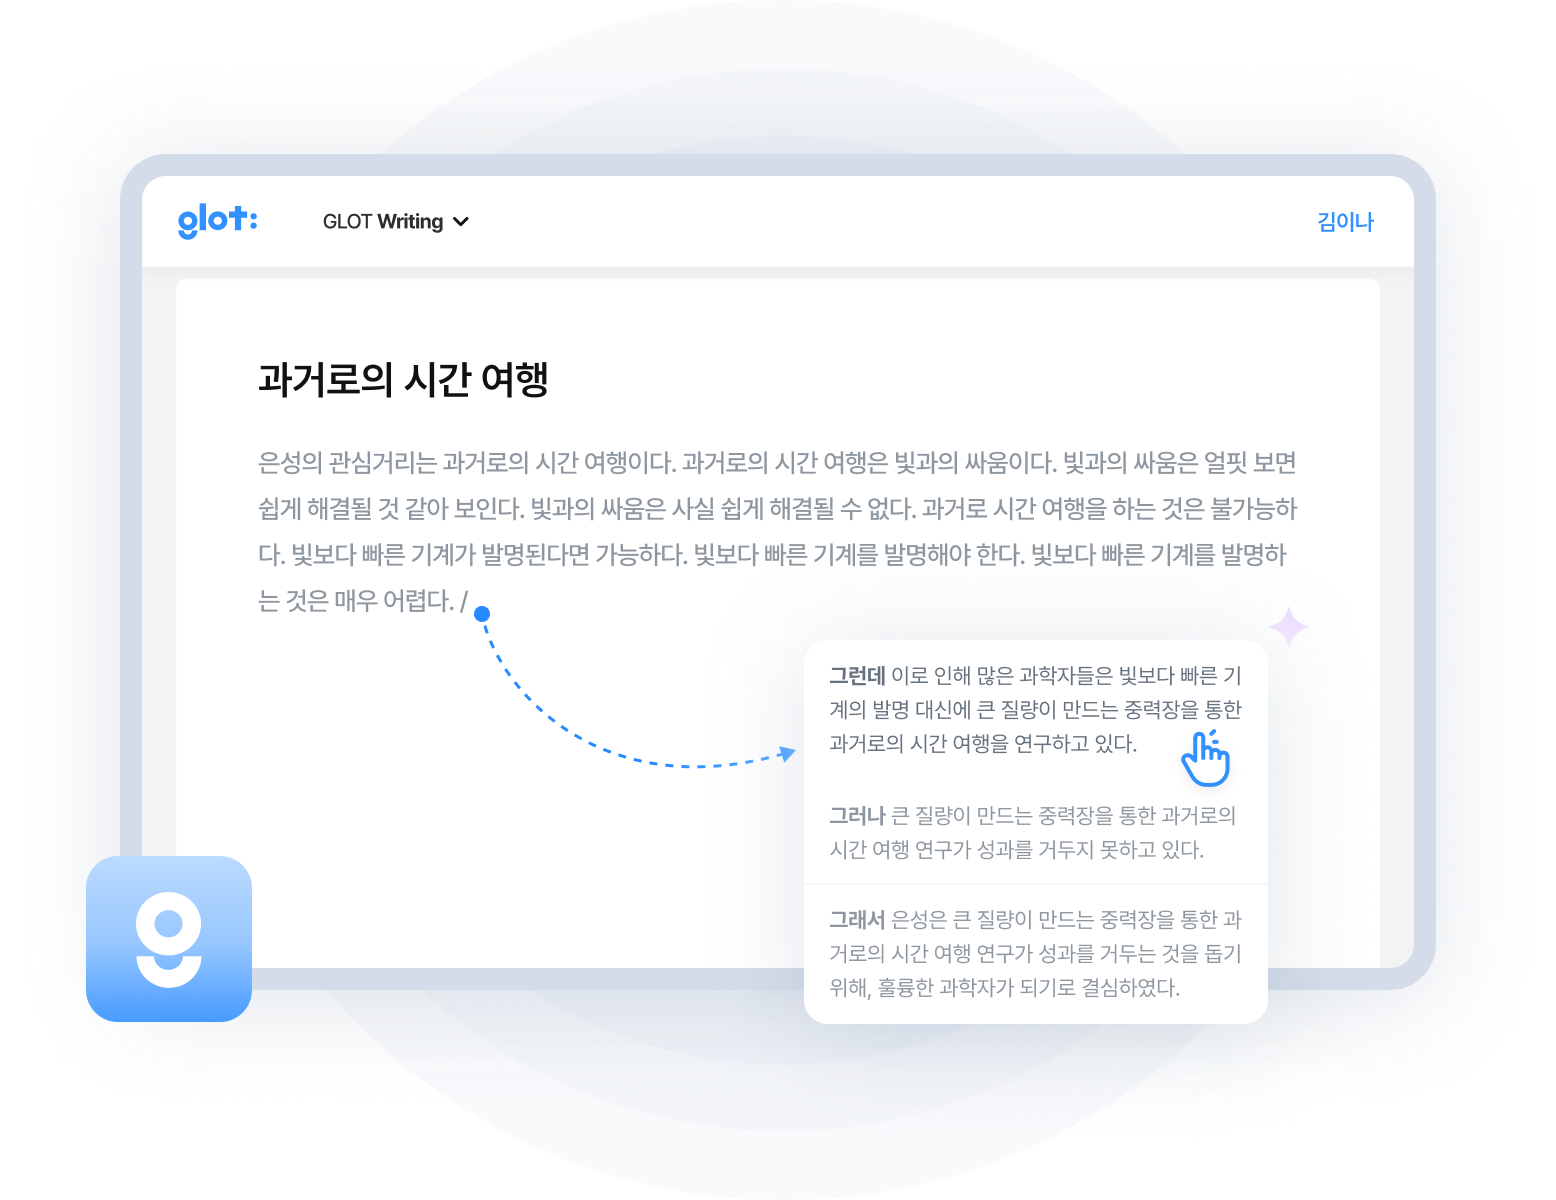 glot:
GLOT Writing
김이나
과거로의 시간 여행
은성의 관심거리는 과거로의 시간 여행이다. 과거로의 시간 여행은 빛과의 싸움이다. 빛과의 싸움은 얼핏 보면
쉽게 해결될 것 같아 보인다. 빛과의 싸움은 사실 쉽게 해결될 수 없다. 과거로 시간 여행을 하는 것은 불가능하
다. 빛보다 빠른 기계가 발명된다면 가능하다. 빛보다 빠른 기계를 발명해야 한다. 빛보다 빠른 기계를 발명하
는 것은 매우 어렵다. /
그런데 이로 인해 많은 과학자들은 빛보다 빠른 기
계의 발명 대신에 큰 질량이 만드는 중력장을 통한
과거로의 시간 여행을 연구하고 있다.
그러나 큰 질량이 만드는 중력장을 통한 과거로의
시간 여행 연구가 성과를 거두지 못하고 있다.
그래서 은성은 큰 질량이 만드는 중력장을 통한 과
거로의 시간 여행 연구가 성과를 거두는 것을 돕기
위해, 훌륭한 과학자가 되기로 결심하였다.
g